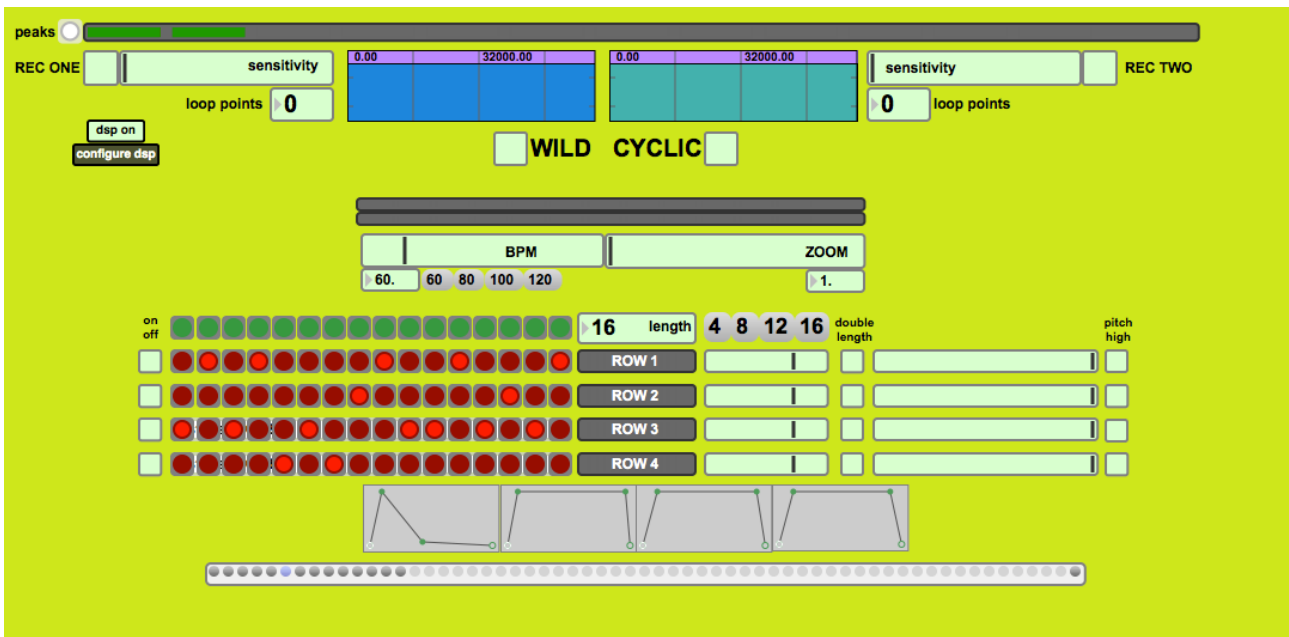 peaks
REC ONE
sensitivity
0.00 32000.00
0.00 32000.00
sensitivity
REC TWO
loop points 0
0 loop points
dsp on
configure dsp
WILD CYCLIC
BPM
ZOOM
60.
60 80 100 120
1.
on
off
16 length
4 8 12 16
double
length
pitch
high
ROW 1
ROW 2
ROW 3
ROW 4